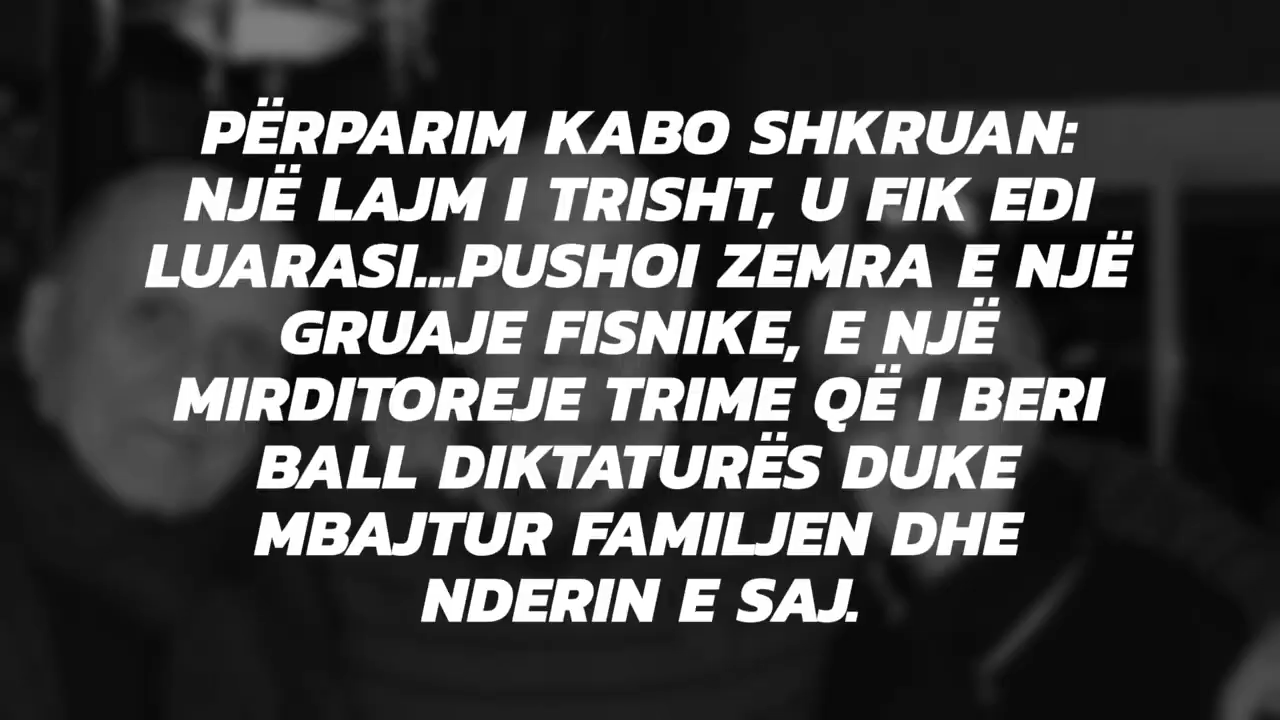 PËRPARIM KABO SHKRUAN:
NJË LAJM I TRISHT, U FIK EDI
LUARASI...PUSHOI ZEMRA E NJË
GRUAJE FISNIKE, E NJË
MIRDITOREJE TRIME QË I BERI
BALL DIKTATURËS DUKE
MBAJTUR FAMILJEN DHE
NDERIN E SAJ.